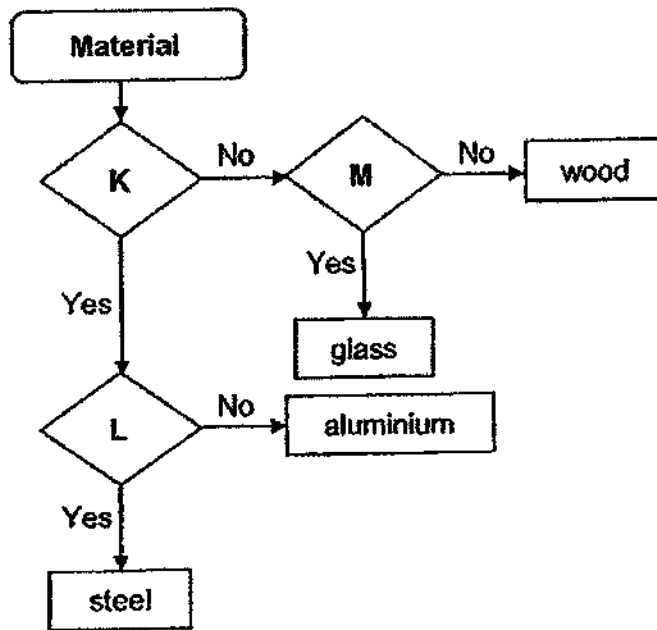 Material
K
No
M
No
wood
Yes
Yes
glass
L
No
aluminium
Yes
steel